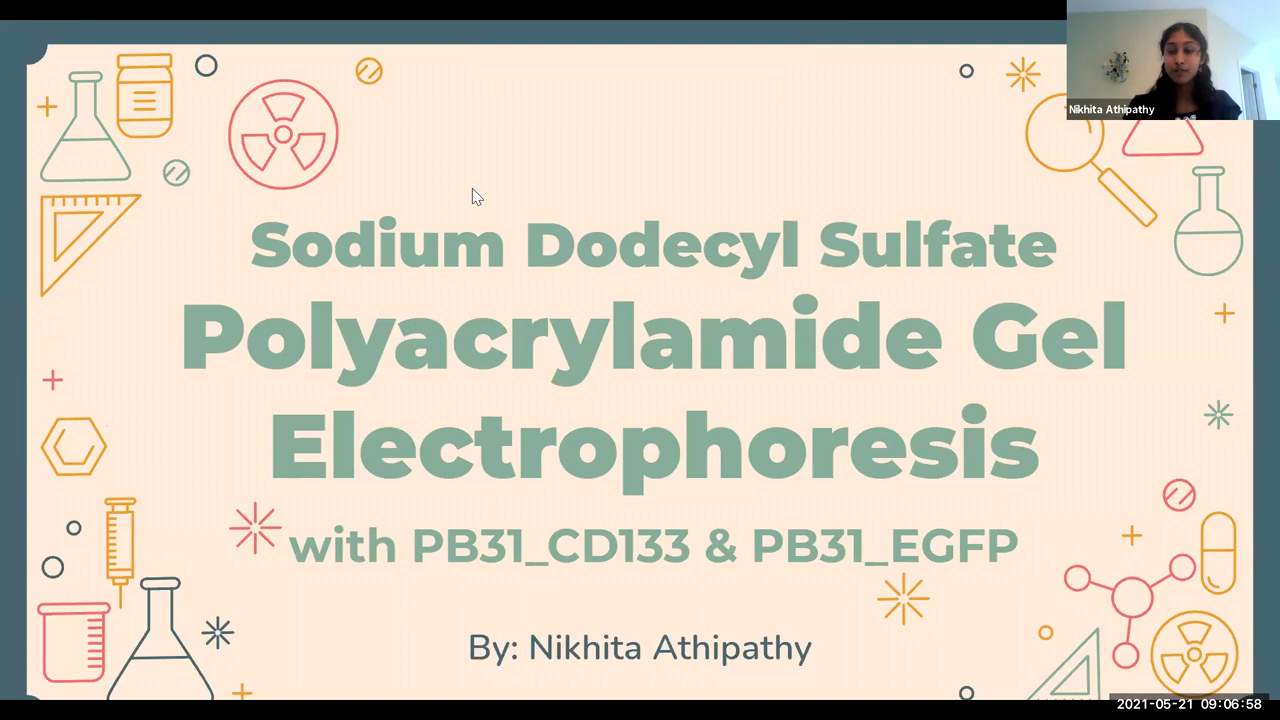 Nikhita Athipathy
Sodium Dodecyl Sulfate
Polyacrylamide Gel
Electrophoresis
with PB31_CD133 & PB31_EGFP
By: Nikhita Athipathy
2021-05-21 09:06:58